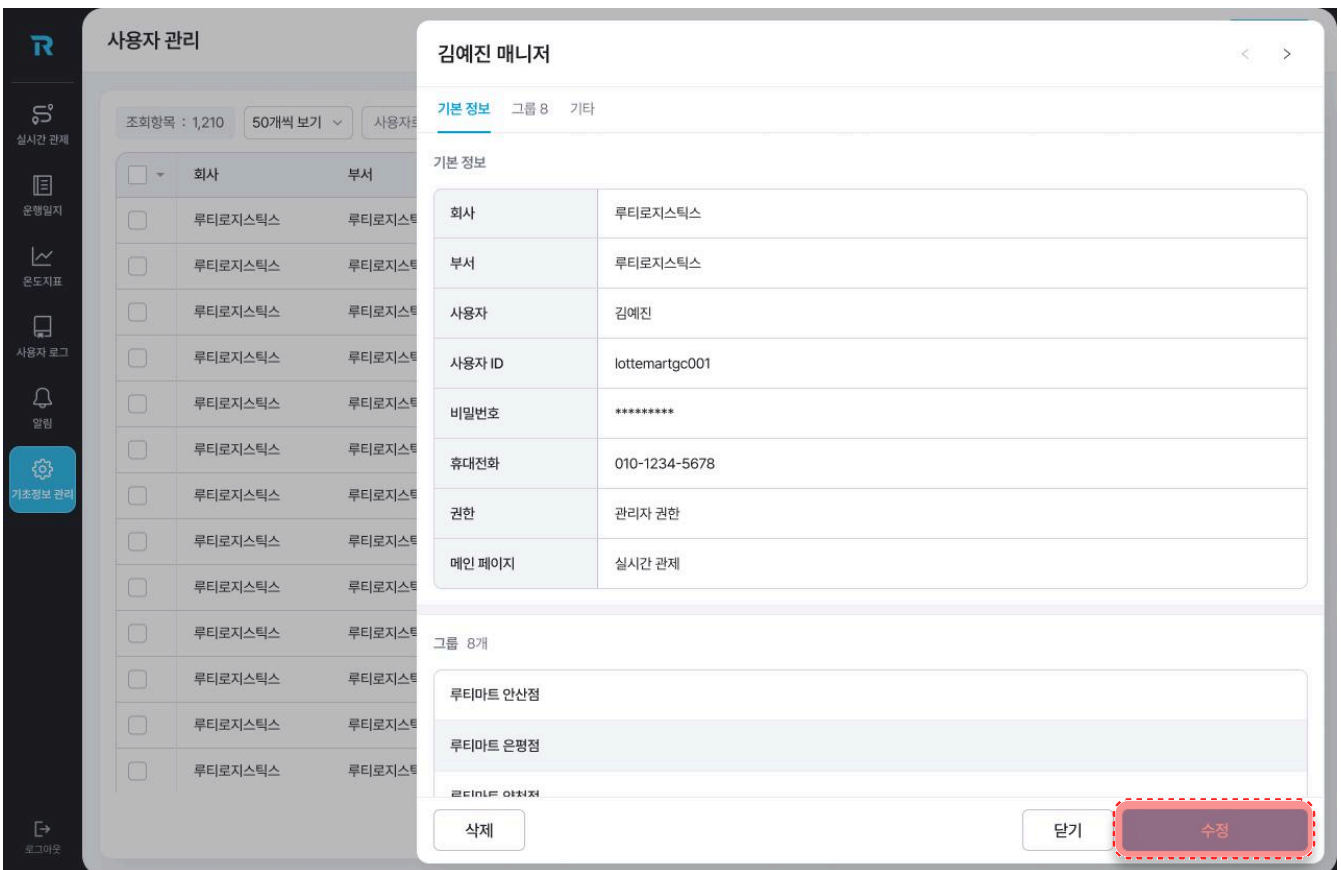 사용자 관리
실시간 관제
운행일지
온도지표
사용자 로그
알림
기초정보 관리
로그아웃
조회항목 : 1,210 50개씩 보기
회사 부서
루티로지스틱스
루티로지스틱스
루티로지스틱스
루티로지스틱스
루티로지스틱스
루티로지스틱스
루티로지스틱스
루티로지스틱스
루티로지스틱스
루티로지스틱스
루티로지스틱스
루티로지스틱스
루티로지스틱스
김예진 매니저
기본 정보 그룹 8 기타
기본 정보
회사 루티로지스틱스
부서 루티로지스틱스
사용자 김예진
사용자 ID lottemartgc001
비밀번호 *********
휴대전화 010-1234-5678
권한 관리자 권한
메인 페이지 실시간 관제
그룹 8개
루티마트 안산점
루티마트 은평점
삭제 닫기 수정